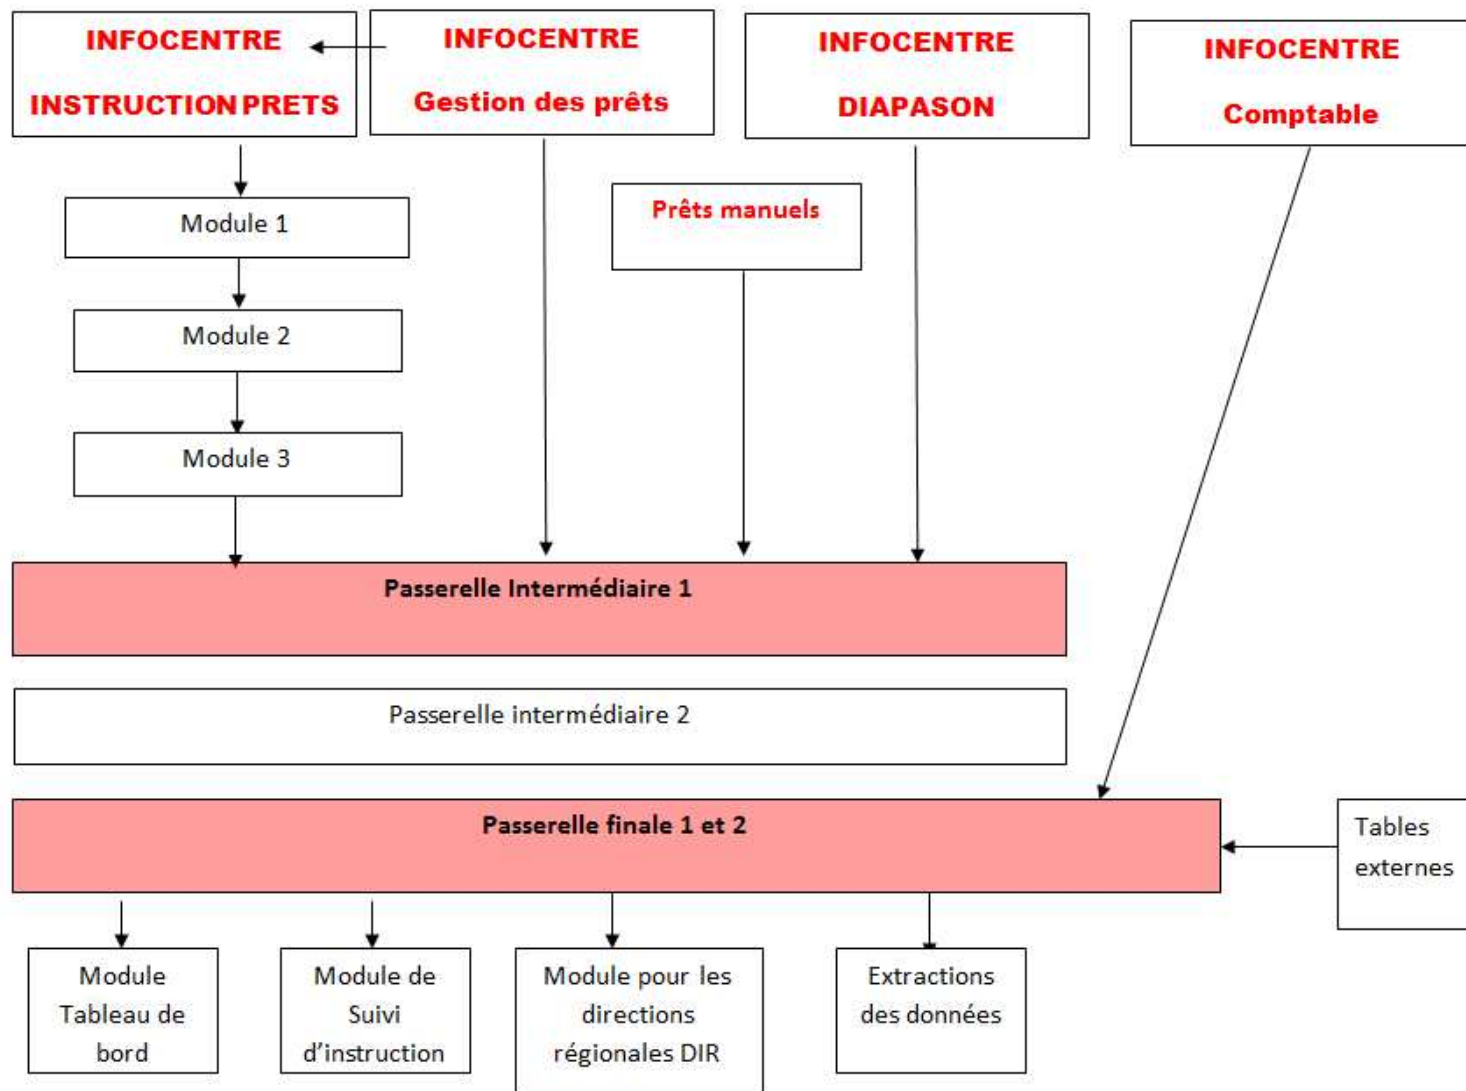 INFOCENTRE
INSTRUCTION PRETS
INFOCENTRE
Gestion des prêts
INFOCENTRE
DIAPASON
INFOCENTRE
Comptable
Module 1
Prêts manuels
Module 2
Module 3
Passerelle Intermédiaire 1
Passerelle intermédiaire 2
Passerelle finale 1 et 2
Tables
externes
Module
Tableau de
bord
Module de
Suivi
d’instruction
Module pour les
directions
régionales DIR
Extractions
des données